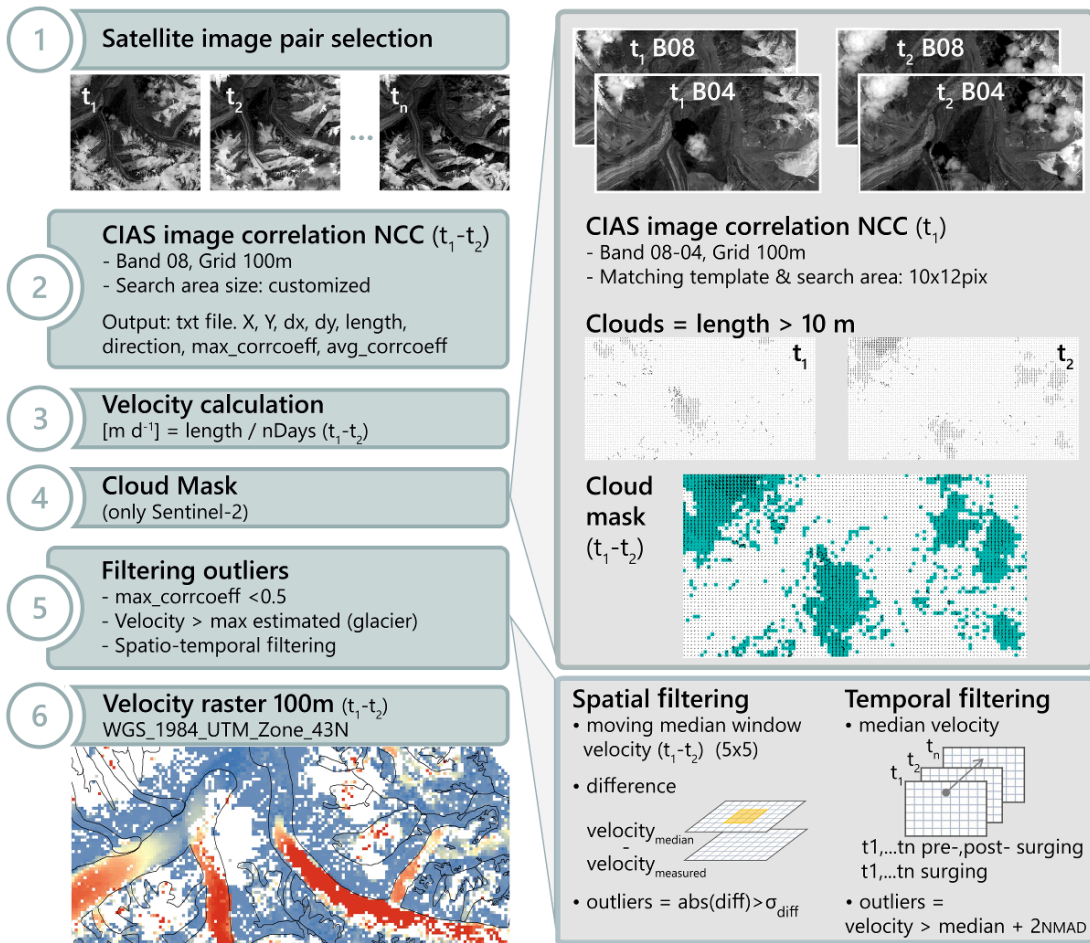 1
Satellite image pair selection
t1
t2
...
tn
2
CIAS image correlation NCC (t1-t2)
- Band 08, Grid 100m
- Search area size: customized
Output: txt file. X, Y, dx, dy, length,
direction, max_corrcoeff, avg_corrcoeff
3
Velocity calculation
[m d-1] = length / nDays (t1-t2)
4
Cloud Mask
(only Sentinel-2)
5
Filtering outliers
- max_corrcoeff <0.5
- Velocity > max estimated (glacier)
- Spatio-temporal filtering
6
Velocity raster 100m (t1-t2)
WGS_1984_UTM_Zone_43N
t1 B08
t1 B04
t2 B08
t2 B04
CIAS image correlation NCC (t1)
- Band 08-04, Grid 100m
- Matching template & search area: 10x12pix
Clouds = length > 10 m
t1
t2
Cloud
mask
(t1-t2)
Spatial filtering
• moving median window
velocity (t1-t2) (5x5)
• difference
velocitymedian
-
velocitymeasured
• outliers = abs(diff)>σdiff
Temporal filtering
• median velocity
t1
t2
tn
t1,...tn pre-,post- surging
t1,...tn surging
• outliers =
velocity > median + 2NMAD